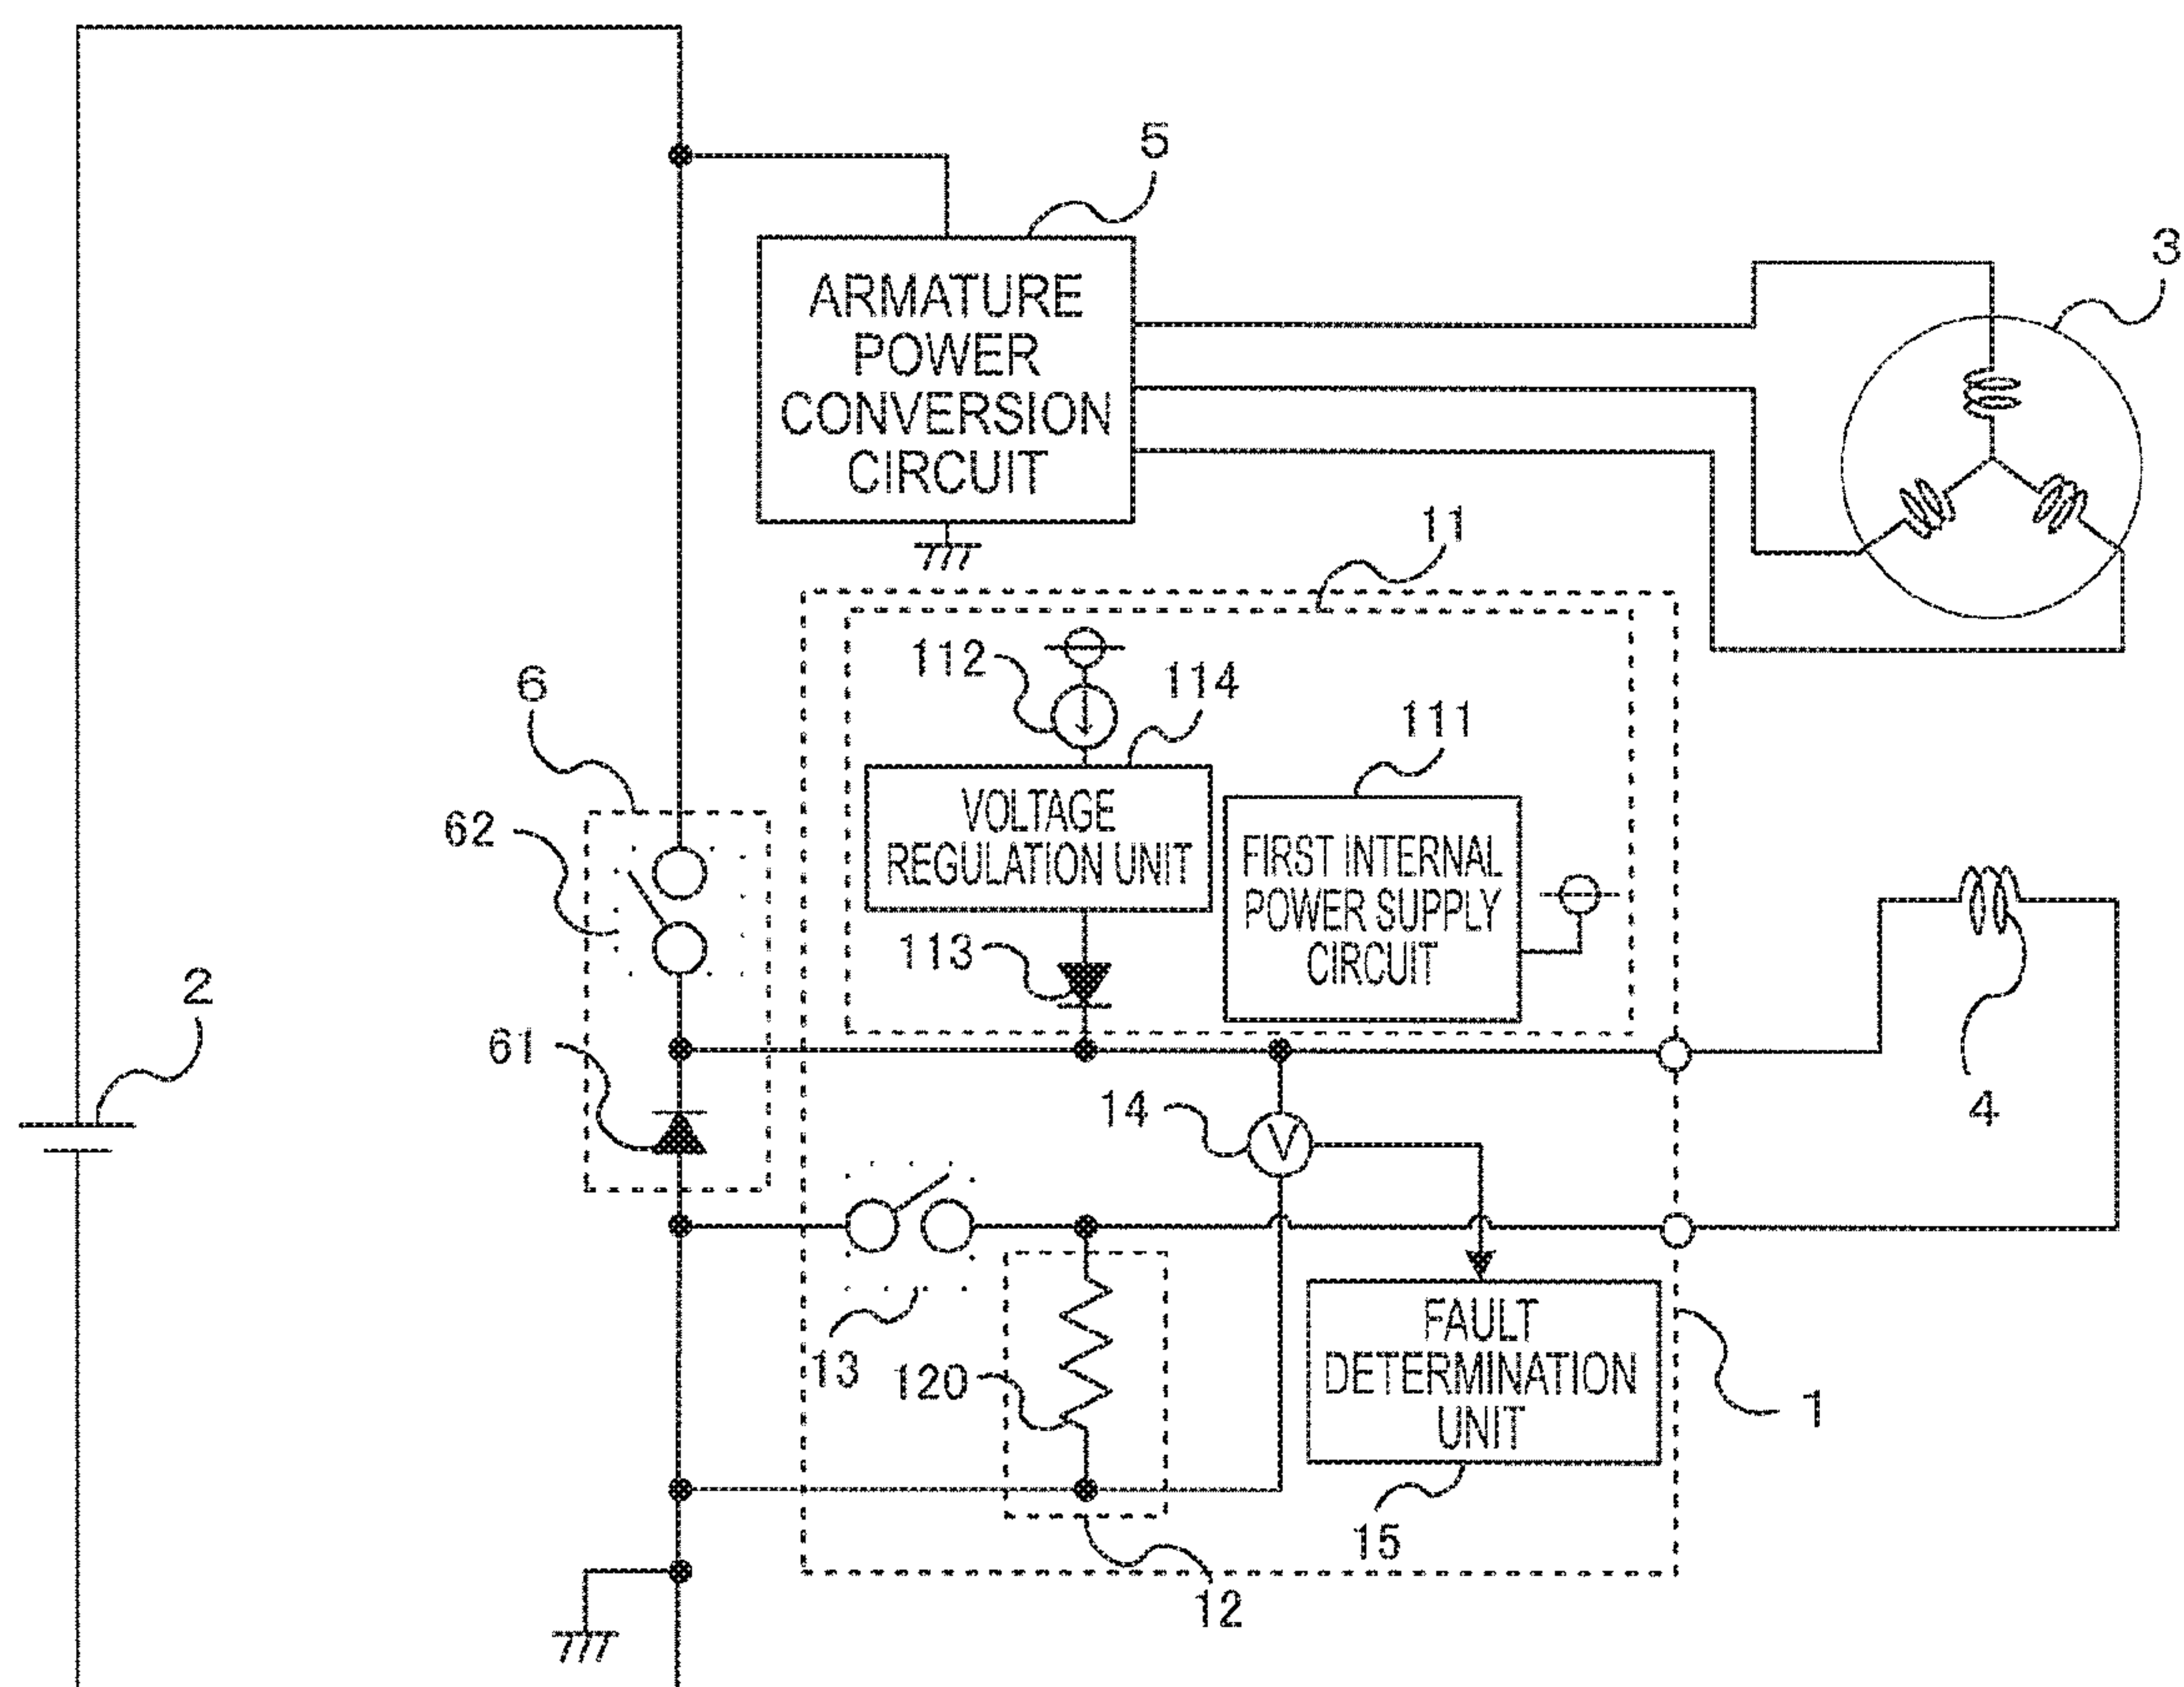 5
3
ARMATURE
POWER
CONVERSION
CIRCUIT
11
112
114
6
111
62
VOLTAGE
REGULATION UNIT
FIRST INTERNAL
POWER SUPPLY
CIRCUIT
113
2
61
14
V
4
FAULT
DETERMINATION
UNIT
13
120
1
15
12